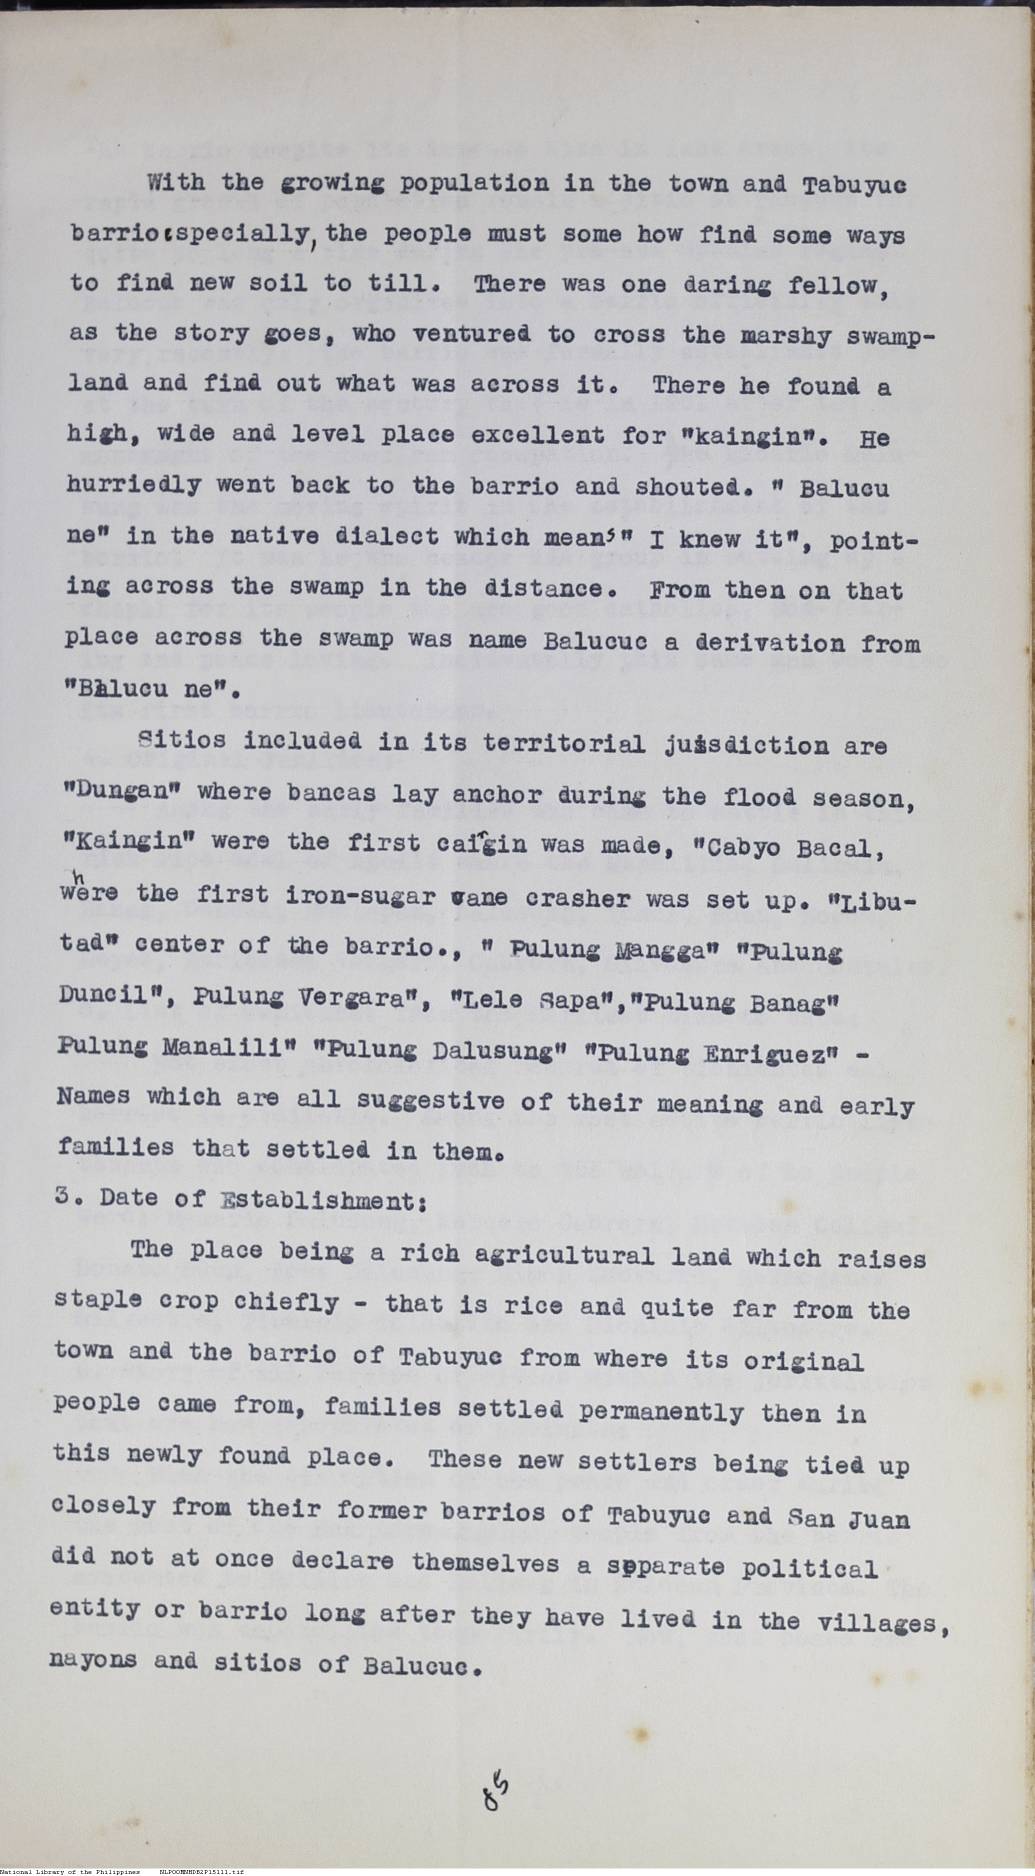 With the growing population in the town and Tabuyuc
barrio especially, the people must some how find some ways
to find new soil to till. There was one daring fellow,
as the story goes, who ventured to cross the marshy swamp-
land and find out what was across it. There he found a
high, wide and level place excellent for "kaingin". He
hurriedly went back to the barrio and shouted. " Balucu
ne" in the native dialect which means" I knew it", point-
ing across the swamp in the distance. From then on that
place across the swamp was name Balucuc a derivation from
"Balucu ne".
Sitios included in its territorial juisdiction are
"Dungan" where bancas lay anchor during the flood season,
"Kaingin" were the first cairgin was made, "Cabyo Bacal,
where the first iron-sugar cane crasher was set up. "Libu-
tad" center of the barrio., " Pulung Mangga" "Pulung
Duncil", Pulung Vergara", "Lele Sapa","Pulung Banag"
Pulung Manalili" "Pulung Dalusung" "Pulung Enriguez" -
Names which are all suggestive of their meaning and early
families that settled in them.
3. Date of Establishment:
The place being a rich agricultural land which raises
staple crop chiefly - that is rice and quite far from the
town and the barrio of Tabuyuc from where its original
people came from, families settled permanently then in
this newly found place. These new settlers being tied up
closely from their former barrios of Tabuyuc and San Juan
did not at once declare themselves a separate political
entity or barrio long after they have lived in the villages,
nayons and sitios of Balucuc.
85
National Library of the Philippines NLPOORNHDB2P15111.tif